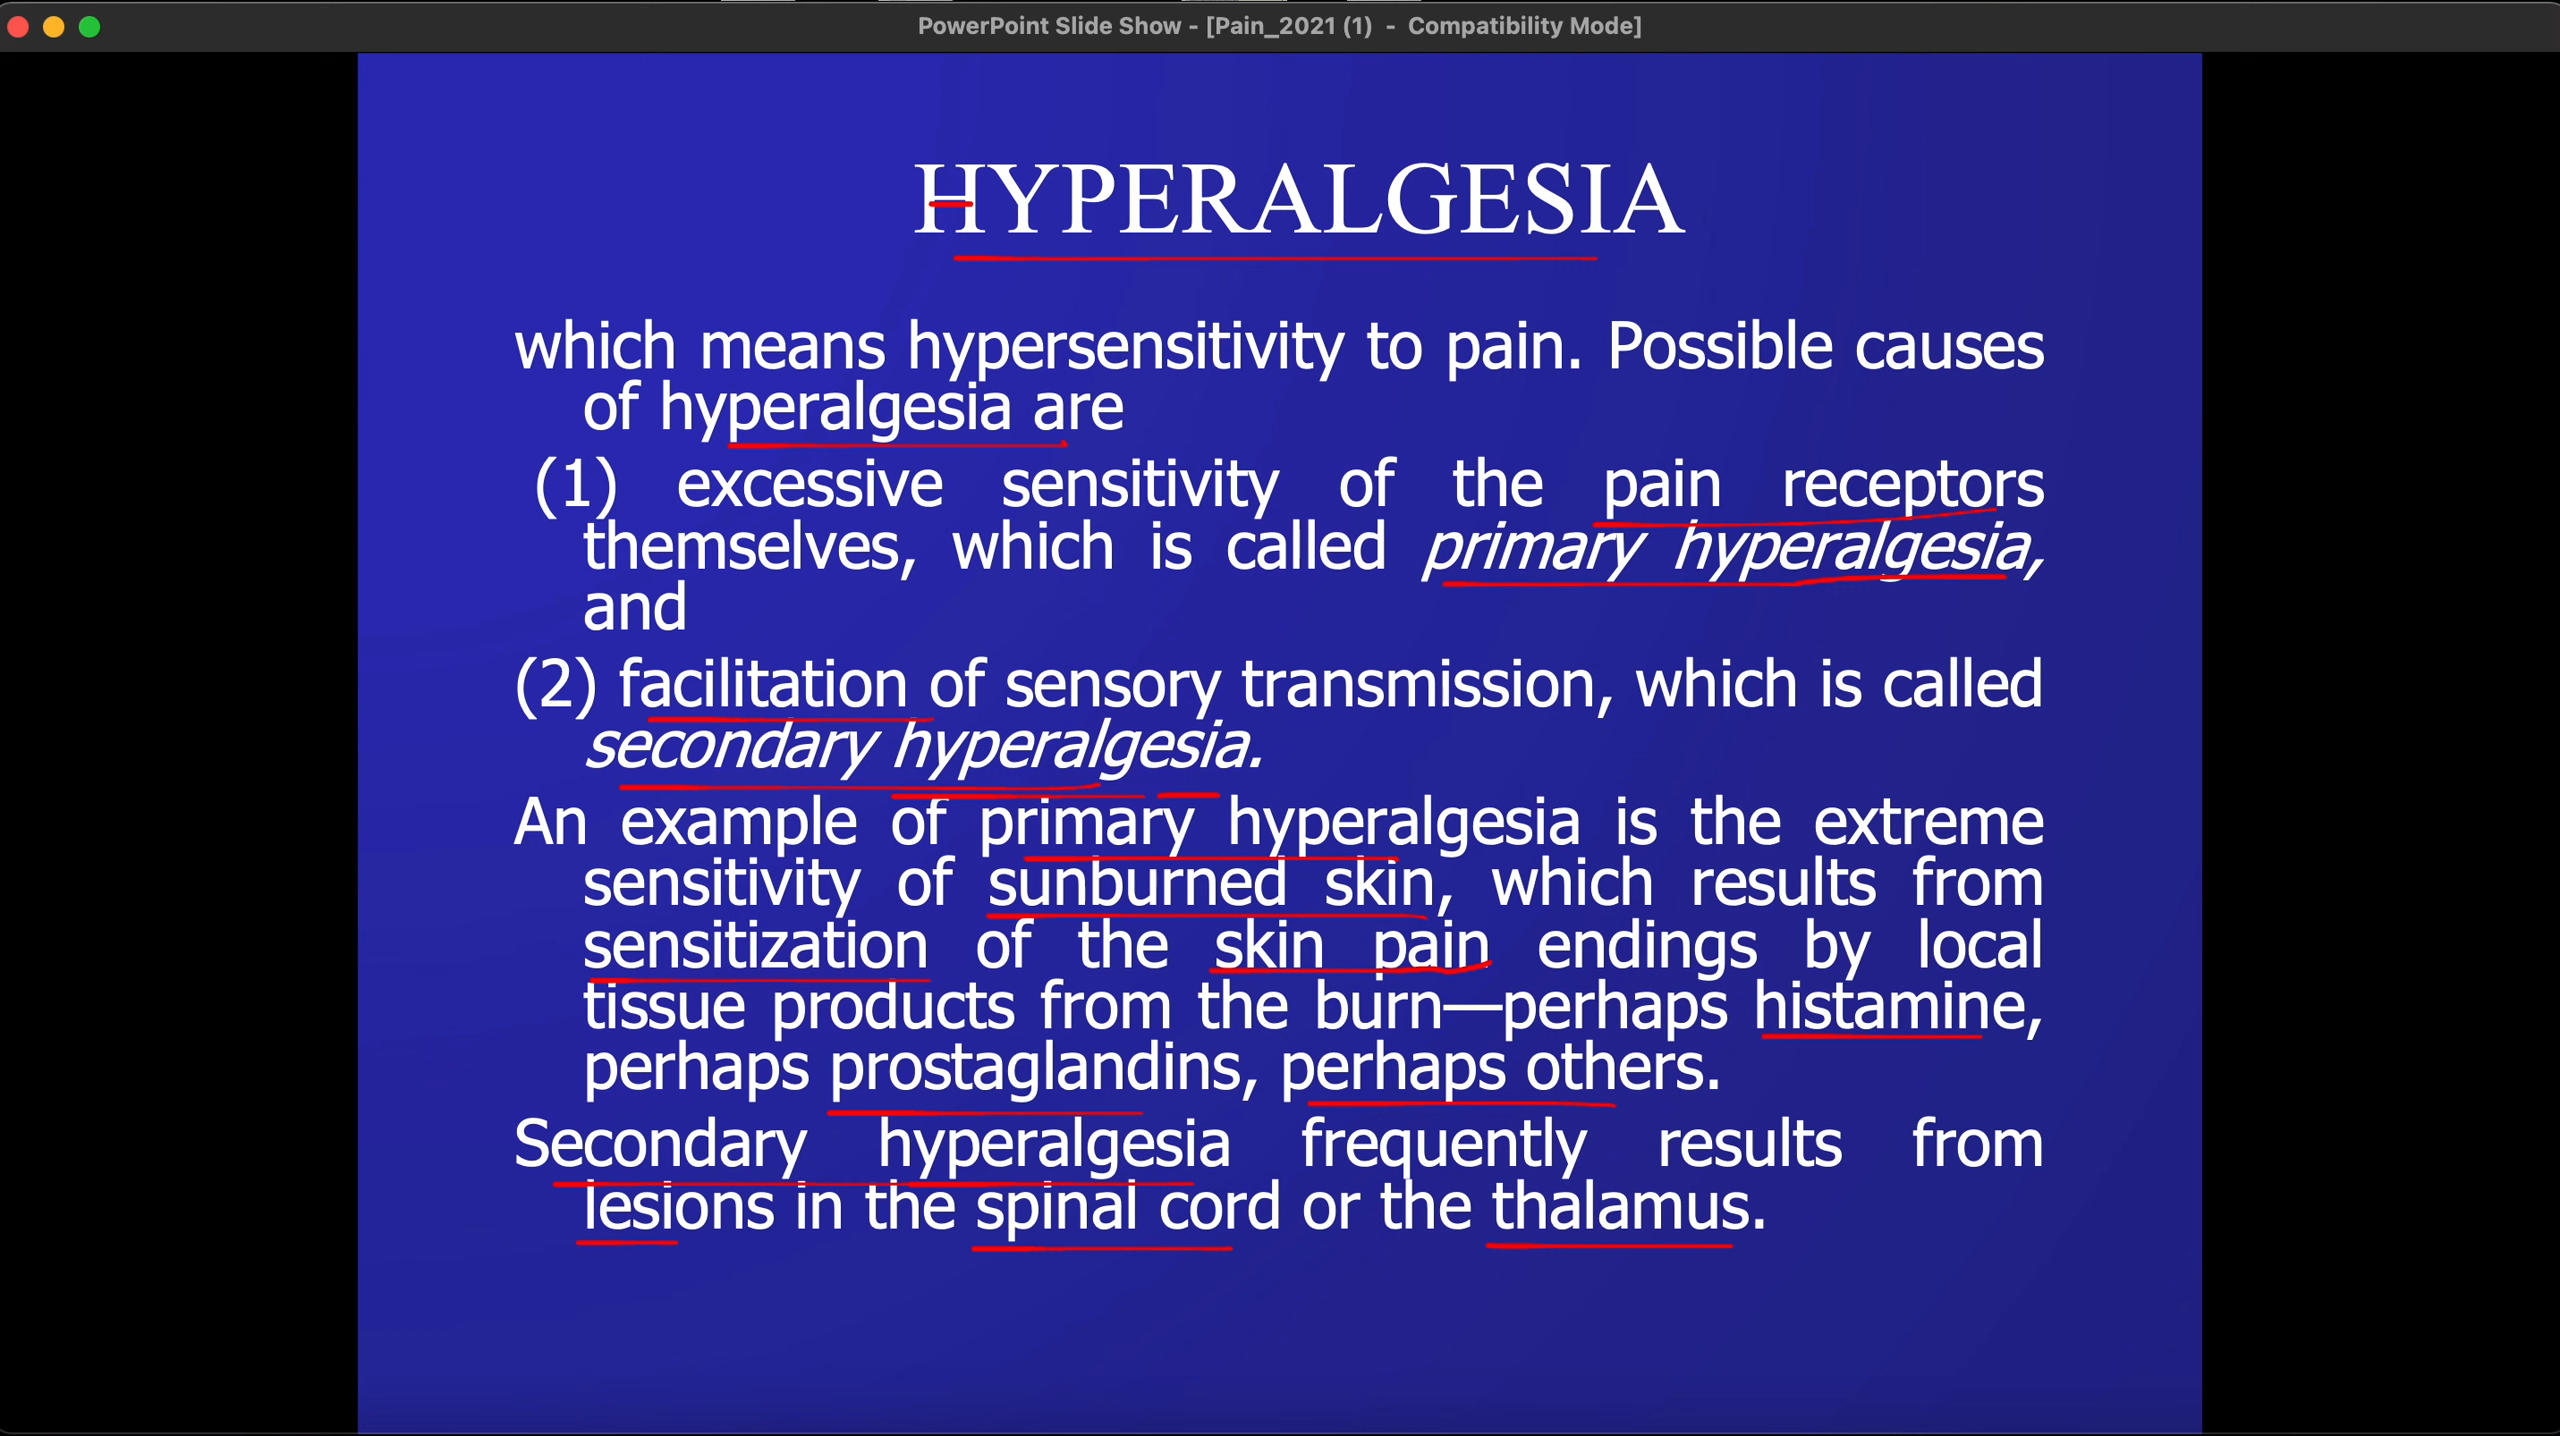 PowerPoint Slide Show - [Pain_2021 (1)  -  Compatibility Mode]
HYPERALGESIA
which means hypersensitivity to pain. Possible causes
of hyperalgesia are
(1) excessive sensitivity of the pain receptors
themselves, which is called primary hyperalgesia,
and
(2) facilitation of sensory transmission, which is called
secondary hyperalgesia.
An example of primary hyperalgesia is the extreme
sensitivity of sunburned skin, which results from
sensitization of the skin pain endings by local
tissue products from the burn—perhaps histamine,
perhaps prostaglandins, perhaps others.
Secondary hyperalgesia frequently results from
lesions in the spinal cord or the thalamus.